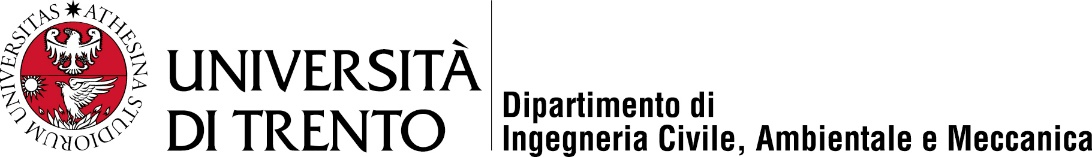 ATHESINA STUDIORUM UNIVERSITAS
UNIVERSITÀ
DI TRENTO
Dipartimento di
Ingegneria Civile, Ambientale e Meccanica